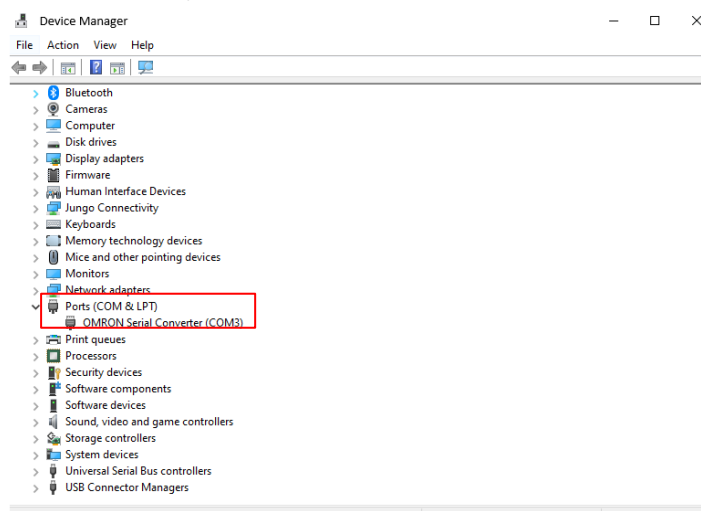 Device Manager
File Action View Help
Bluetooth
Cameras
Computer
Disk drives
Display adapters
Firmware
Human Interface Devices
Jungo Connectivity
Keyboards
Memory technology devices
Mice and other pointing devices
Monitors
Network adapters
Ports (COM & LPT)
OMRON Serial Converter (COM3)
Print queues
Processors
Security devices
Software components
Software devices
Sound, video and game controllers
Storage controllers
System devices
Universal Serial Bus controllers
USB Connector Managers